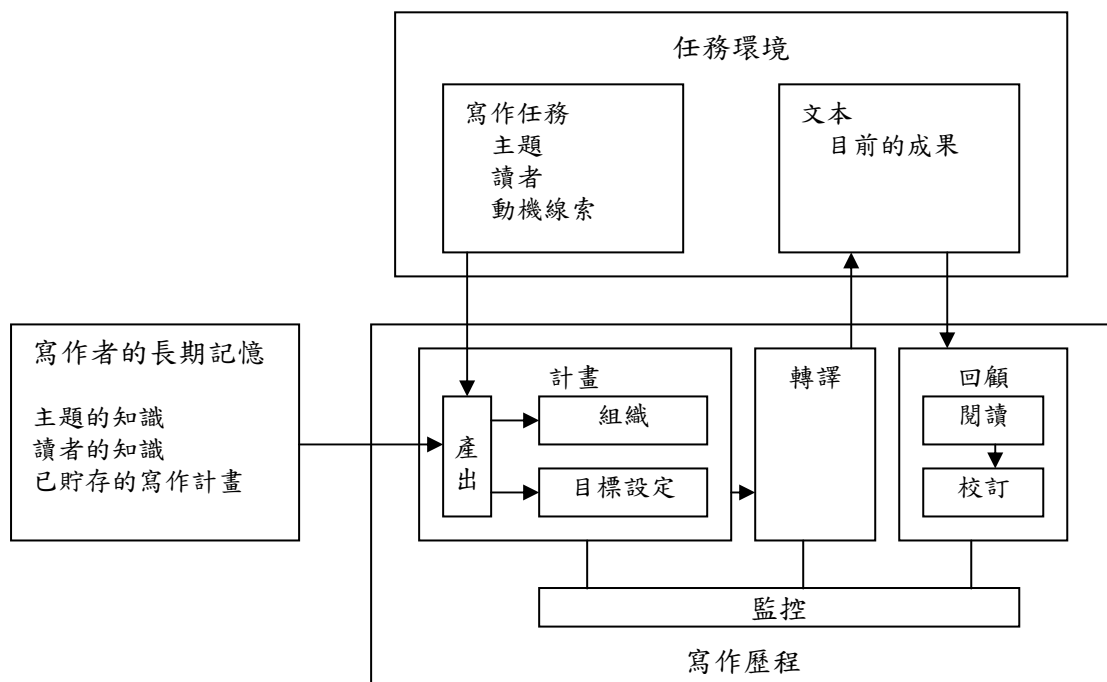 任務環境
寫作任務
主題
讀者
動機線索
文本
目前的成果
寫作者的長期記憶
主題的知識
讀者的知識
已貯存的寫作計畫
計畫
產出
組織
目標設定
轉譯
回顧
閱讀
校訂
監控
寫作歷程